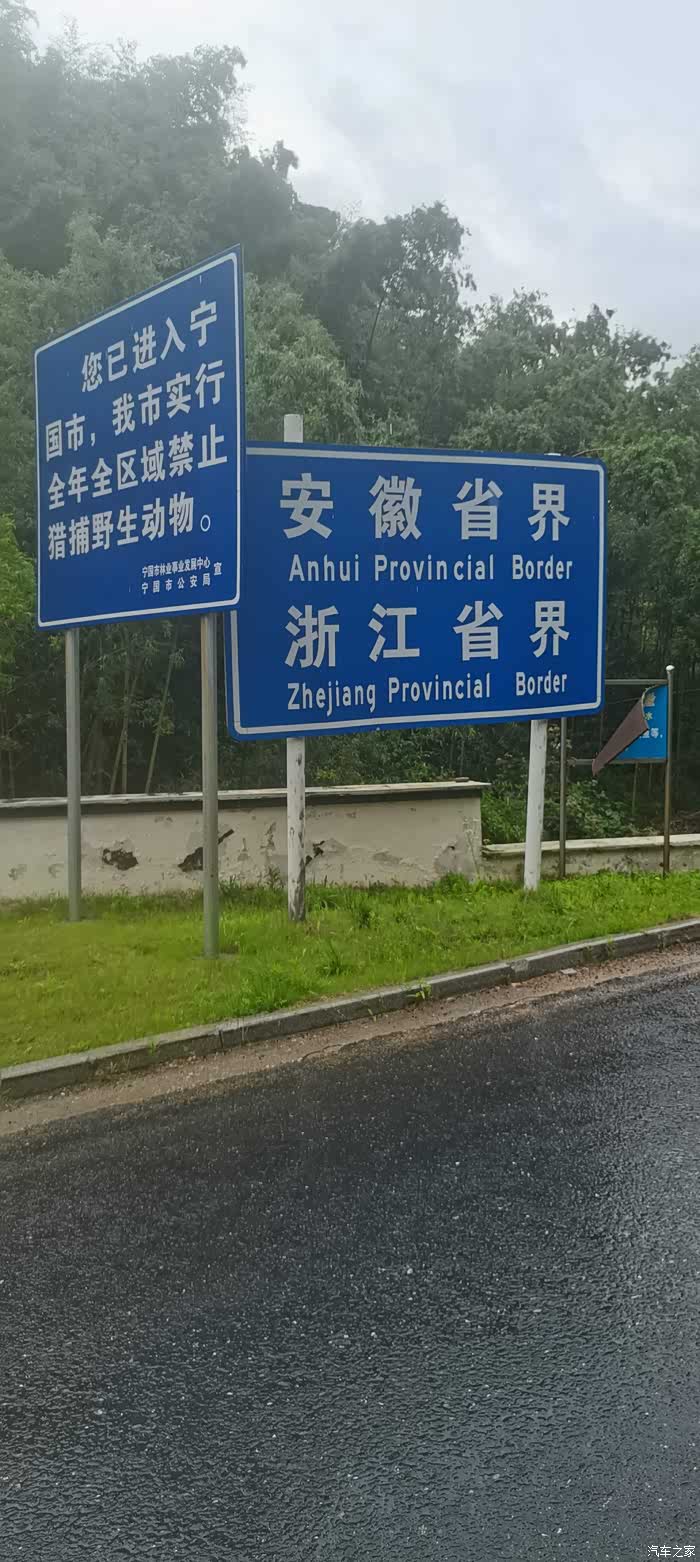 您已进入宁
国市，我市实行
全年全区域禁止
猎捕野生动物。
宁国市林业事业发展中心 宣
宁国市公安局
安徽省界
Anhui Provincial Border
浙江省界
Zhejiang Provincial Border
水
等，
汽车之家